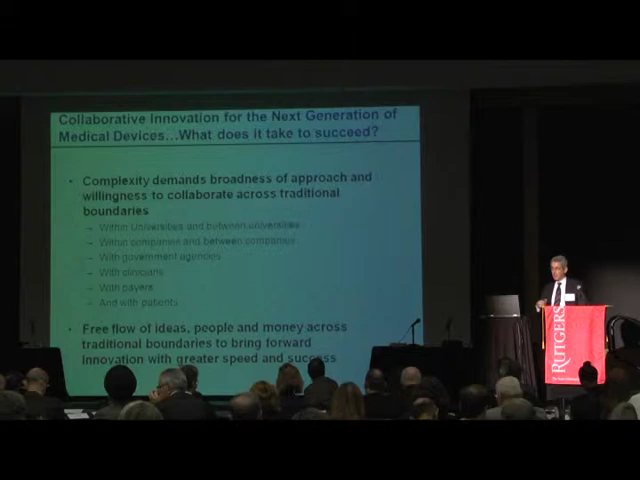 Collaborative Innovation for the Next Generation of
Medical Devices...What does it take to succeed?
• Complexity demands broadness of approach and
willingness to collaborate across traditional
boundaries
– Within Universities and between universities
– Within companies and between companies
– With government agencies
– With clinicians
– With payers
– And with patients
• Free flow of ideas, people and money across
traditional boundaries to bring forward
innovation with greater speed and success
RUTGERS